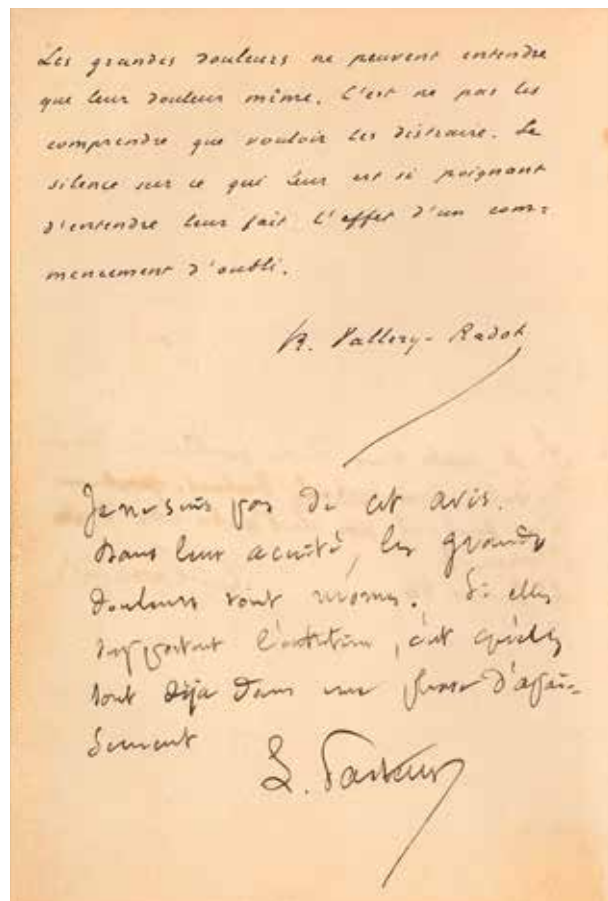 Les grandes douleurs ne peuvent entendre
que leur douleur même. C'est ne pas les
comprendre que vouloir les distraire. Le
silence sur ce qui leur est si poignant
d'entendre leur fait l'effet d'un com-
mencement d'oubli.
R. Vallery-Radot
Je ne suis pas de cet avis.
Dans leur acuité, les grandes
douleurs sont mornes. Si elles
supportent l'entretien, c'est qu'elles
sont déjà dans une phase d'apai-
sement
L. Pasteur